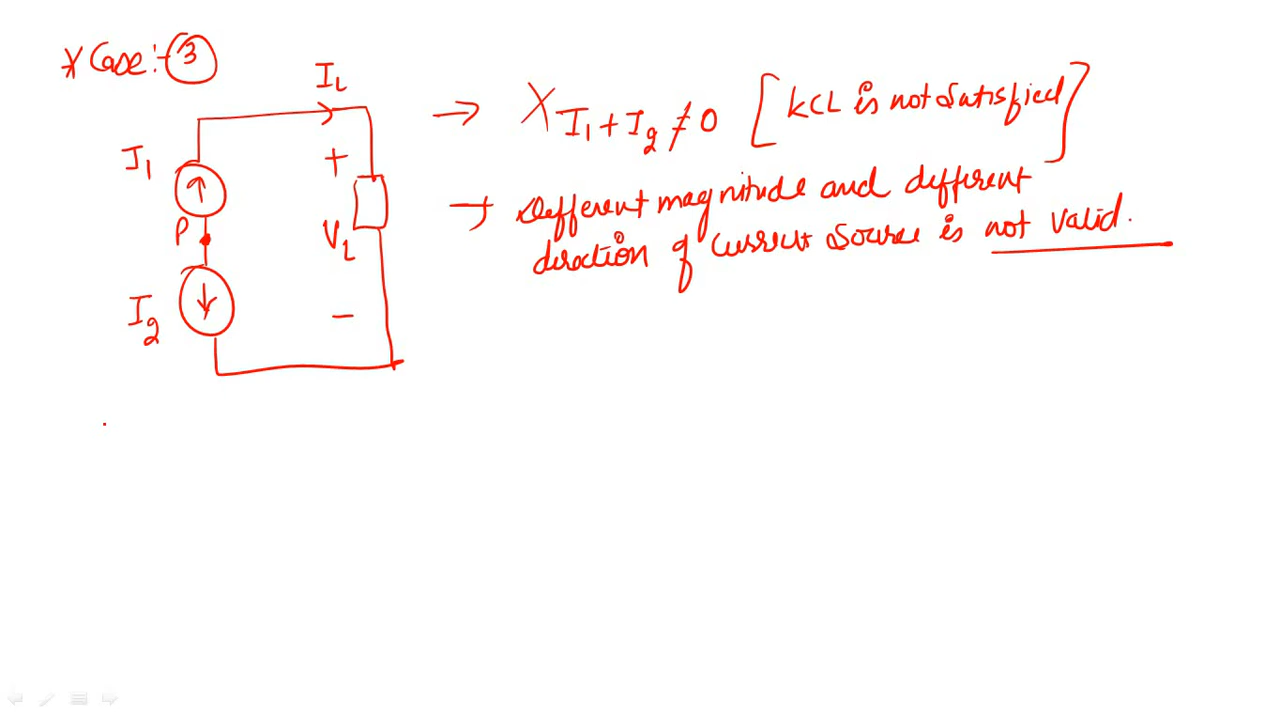 * Case:- 3
I_L
→ X I₁ + I₂ ≠ 0 [KCL is not Satisfied]
I₁
+
P
V_L
→ Different magnitude and different
direction of current Source is not valid.
I₂
-